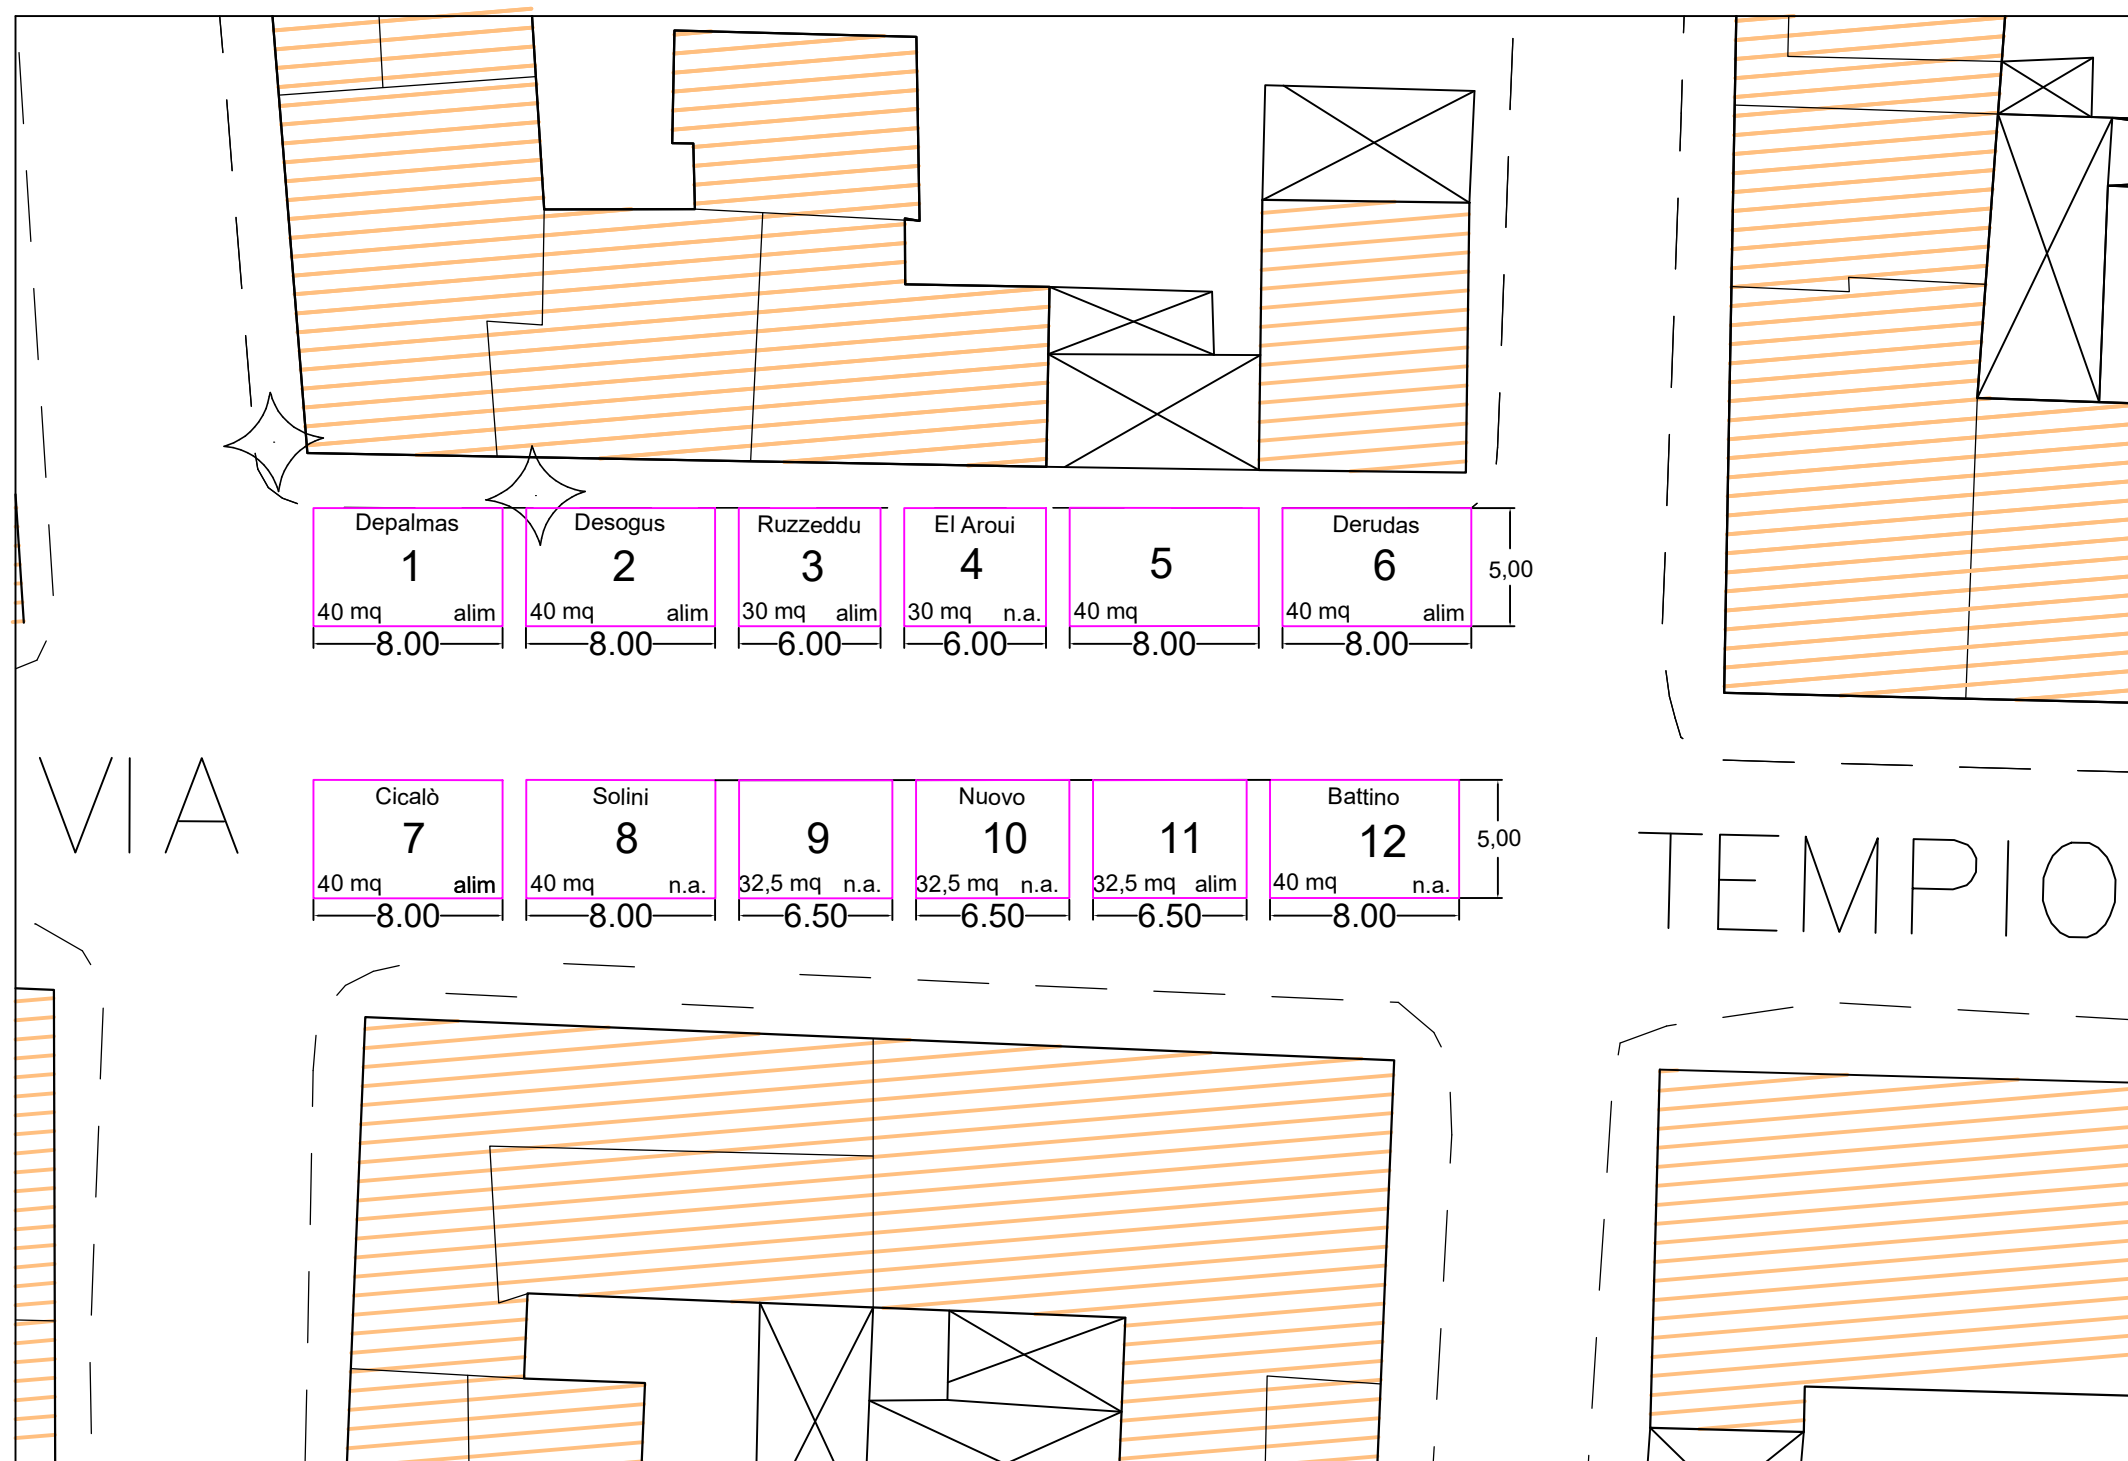 Depalmas
1
40 mq alim
8.00
Desogus
2
40 mq alim
8.00
Ruzzeddu
3
30 mq alim
6.00
El Aroui
4
30 mq n.a.
6.00
5
40 mq
8.00
Derudas
6
40 mq alim
8.00
5,00
VIA TEMPIO
Cicalò
7
40 mq alim
8.00
Solini
8
40 mq n.a.
8.00
9
32,5 mq n.a.
6.50
Nuovo
10
32,5 mq n.a.
6.50
11
32,5 mq alim
6.50
Battino
12
40 mq n.a.
8.00
5,00